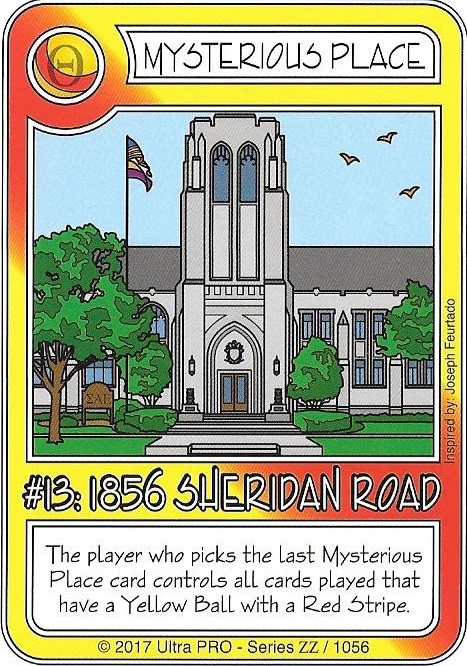 Θ
MYSTERIOUS PLACE
ΣΑΕ
Inspired by: Joseph Feurtado
#13: 1856 SHERIDAN ROAD
The player who picks the last Mysterious
Place card controls all cards played that
have a Yellow Ball with a Red Stripe.
© 2017 Ultra PRO - Series ZZ / 1056